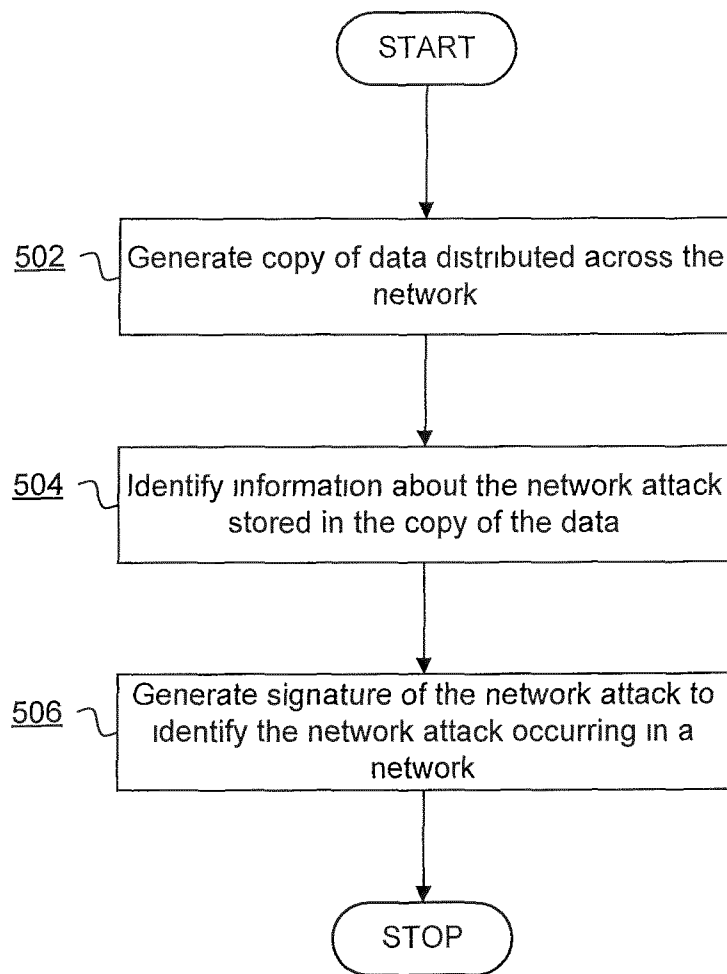 START
502 Generate copy of data distributed across the
network
504 Identify information about the network attack
stored in the copy of the data
506 Generate signature of the network attack to
identify the network attack occurring in a
network
STOP